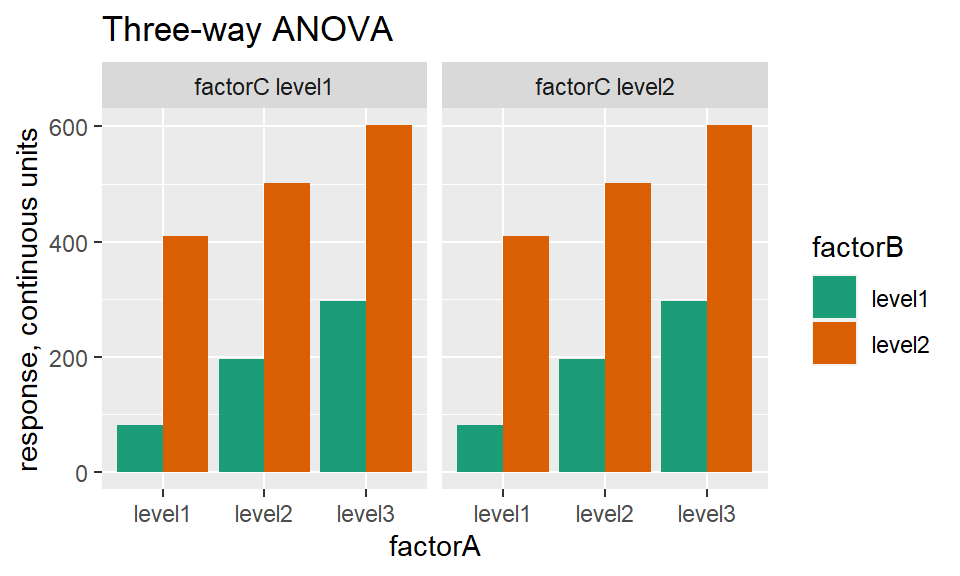 Three-way ANOVA
factorC level1
factorC level2
response, continuous units
600
400
200
0
level1
level2
level3
level1
level2
level3
factorA
factorB
level1
level2